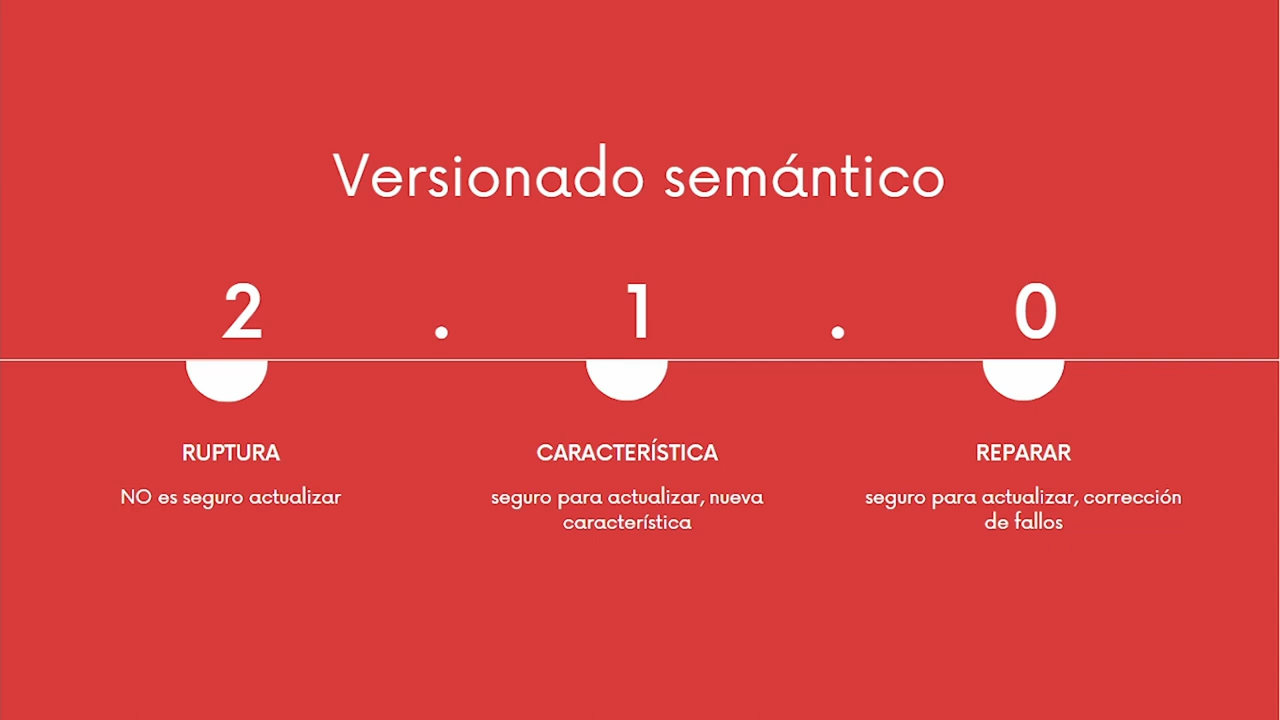 Versionado semántico
2 . 1 . 0
RUPTURA
NO es seguro actualizar
CARACTERÍSTICA
seguro para actualizar, nueva
característica
REPARAR
seguro para actualizar, corrección
de fallos